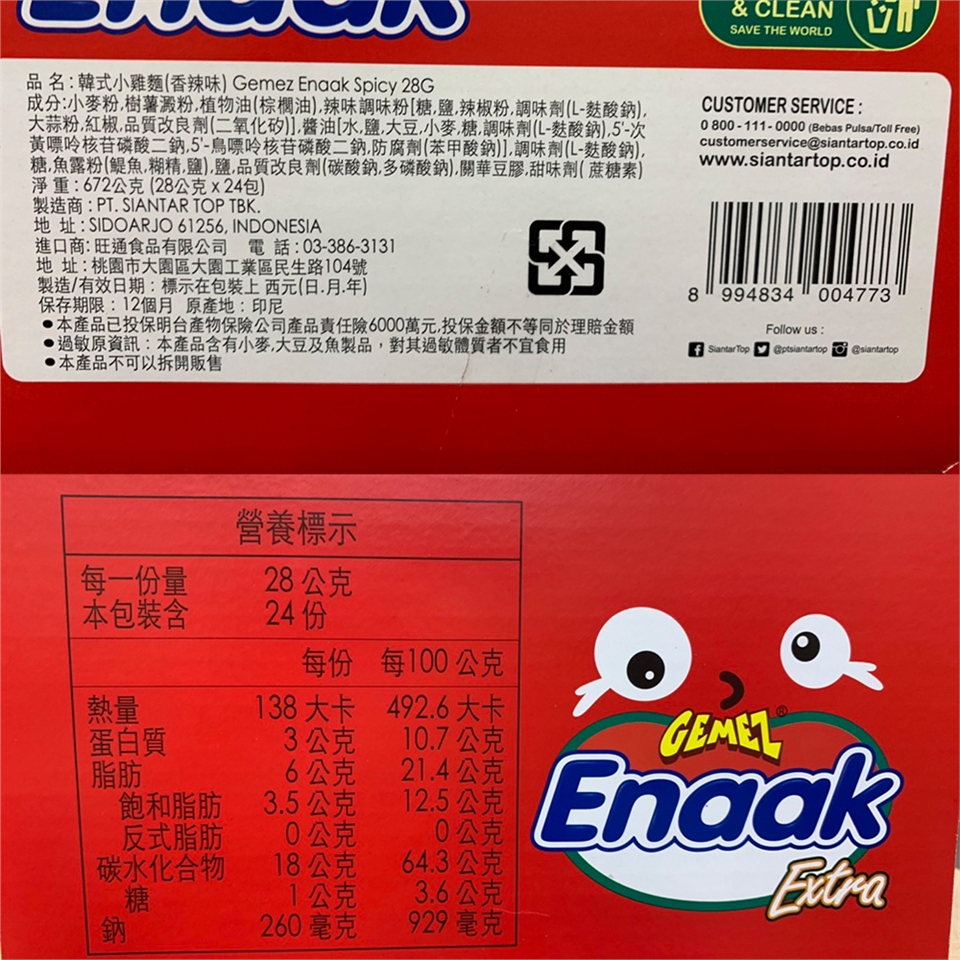 Enaak
& CLEAN
SAVE THE WORLD
品 名：韓式小雞麵(香辣味) Gemez Enaak Spicy 28G
成分:小麥粉,樹薯澱粉,植物油(棕櫚油),辣味調味粉[糖,鹽,辣椒粉,調味劑(L-麩酸鈉),
大蒜粉,紅椒,品質改良劑(二氧化矽)],醬油[水,鹽,大豆,小麥,糖,調味劑(L-麩酸鈉),5'-次
黃嘌呤核苷磷酸二鈉,5'-鳥嘌呤核苷磷酸二鈉,防腐劑(苯甲酸鈉)],調味劑(L-麩酸鈉),
糖,魚露粉(鯷魚,糊精,鹽),鹽,品質改良劑(碳酸鈉,多磷酸鈉),關華豆膠,甜味劑( 蔗糖素)
淨 重：672公克 (28公克 x 24包)
製造商：PT. SIANTAR TOP TBK.
地 址：SIDOARJO 61256, INDONESIA
進口商: 旺通食品有限公司 電 話：03-386-3131
地 址：桃園市大園區大園工業區民生路104號
製造/有效日期：標示在包裝上 西元(日.月.年)
保存期限：12個月 原產地：印尼
●本產品已投保明台產物保險公司產品責任險6000萬元,投保金額不等同於理賠金額
●過敏原資訊：本產品含有小麥,大豆及魚製品，對其過敏體質者不宜食用
●本產品不可以拆開販售
CUSTOMER SERVICE :
0 800 - 111 - 0000 (Bebas Pulsa/Toll Free)
customerservice@siantartop.co.id
www.siantartop.co.id
8 994834 004773
Follow us :
SiantarTop @ptsiantartop @siantartop
營養標示
每一份量 28 公克
本包裝含 24 份
每份 每100 公克
熱量 138 大卡 492.6 大卡
蛋白質 3 公克 10.7 公克
脂肪 6 公克 21.4 公克
飽和脂肪 3.5 公克 12.5 公克
反式脂肪 0 公克 0 公克
碳水化合物 18 公克 64.3 公克
糖 1 公克 3.6 公克
鈉 260 毫克 929 毫克
GEMEZ®
Enaak
Extra